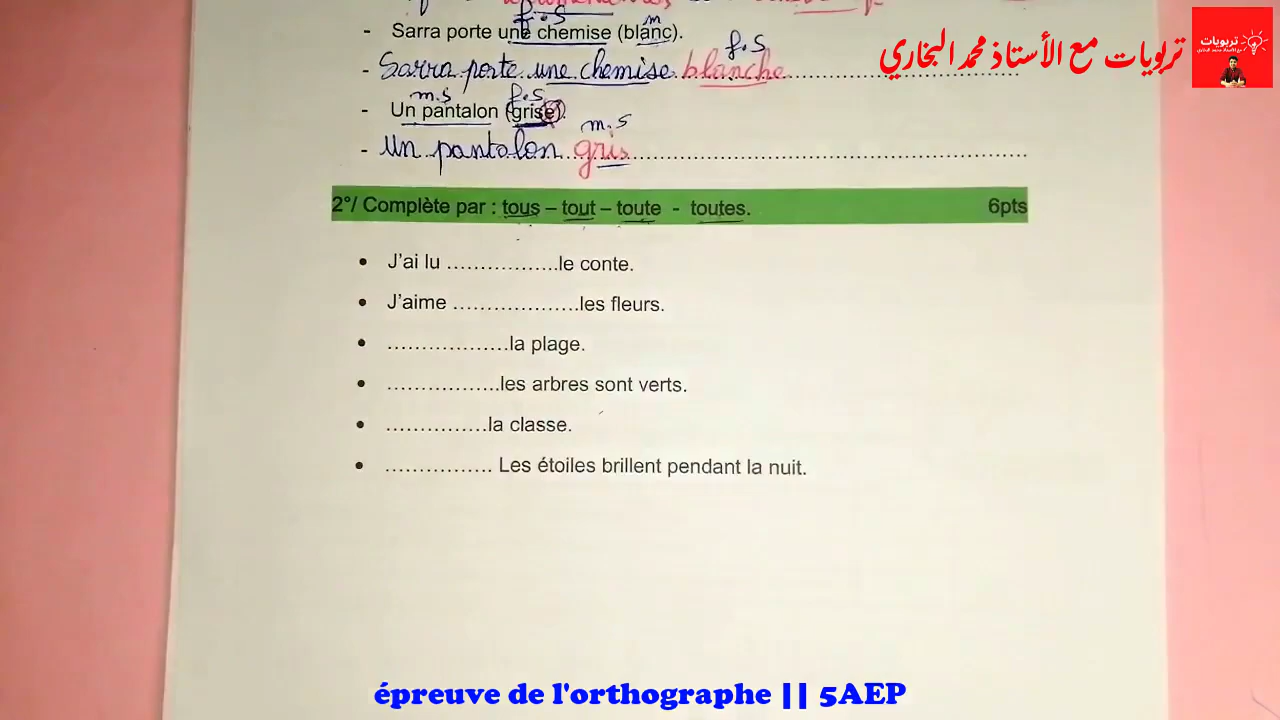 - Sarra porte une chemise (blanc).
f.s m
- Sarra porte une chemise blanche
f.s
- Un pantalon (grise).
m.s f.s
- Un pantalon gris
m.s
2°/ Complète par : tous – tout – toute - toutes. 6pts
• J'ai lu ……………..le conte.
• J'aime ……………….les fleurs.
• ………………la plage.
• ……………..les arbres sont verts.
• ……………la classe.
• ……………. Les étoiles brillent pendant la nuit.
تربويات مع الأستاذ محمد البخاري
تربويات
épreuve de l'orthographe || 5AEP